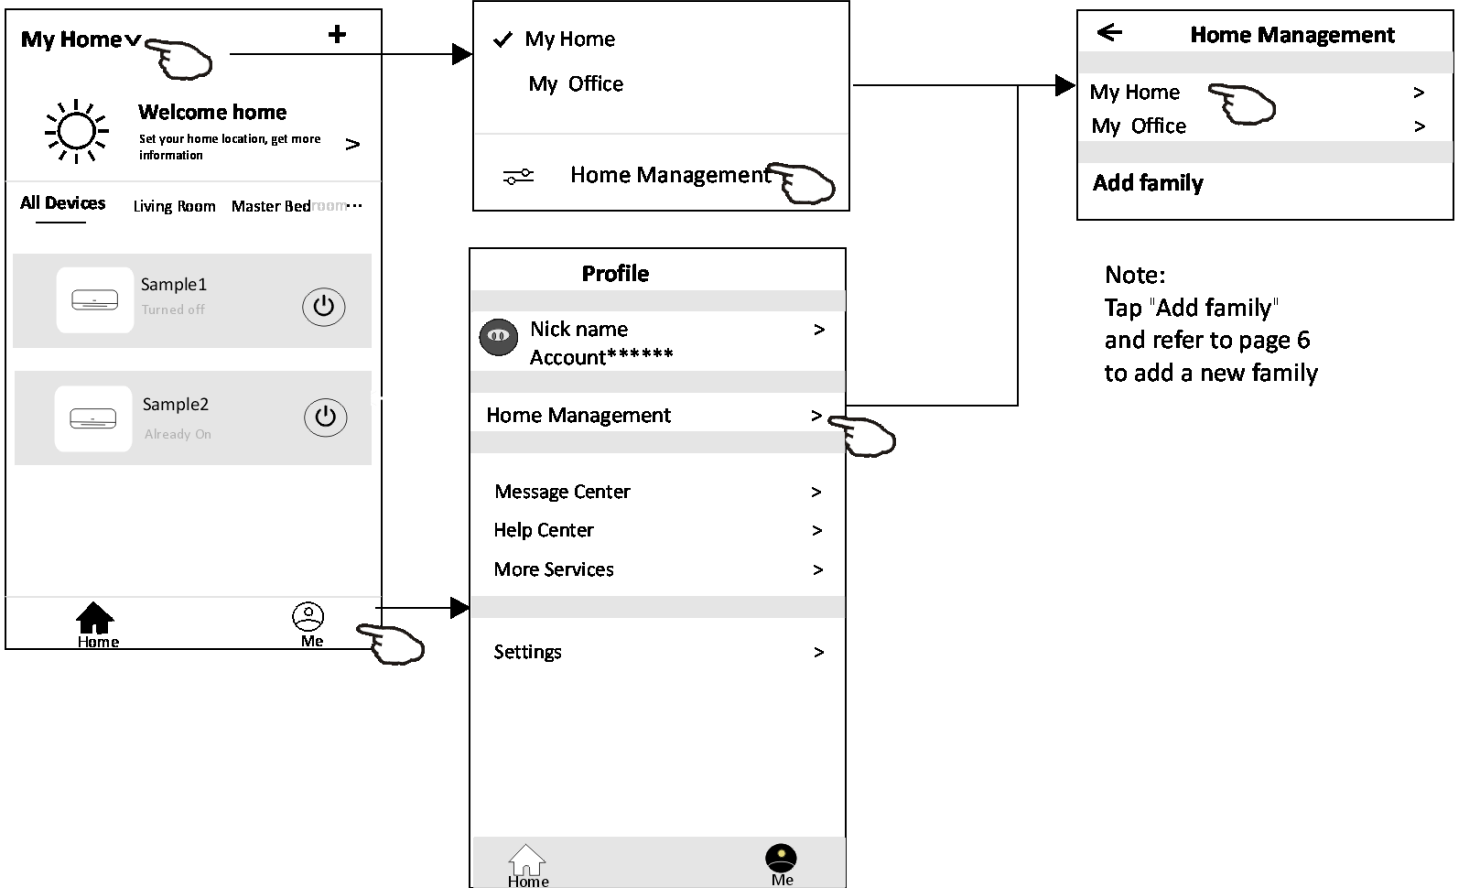 My Home
+
Welcome home
Set your home location, get more
information
>
All Devices Living Room Master Bedroom ...
Sample1
Turned off
Sample2
Already On
Home
Me
✓ My Home
My Office
Home Management
Profile
Nick name >
Account******
Home Management >
Message Center >
Help Center >
More Services >
Settings >
Home
Me
← Home Management
My Home >
My Office >
Add family
Note:
Tap "Add family"
and refer to page 6
to add a new family